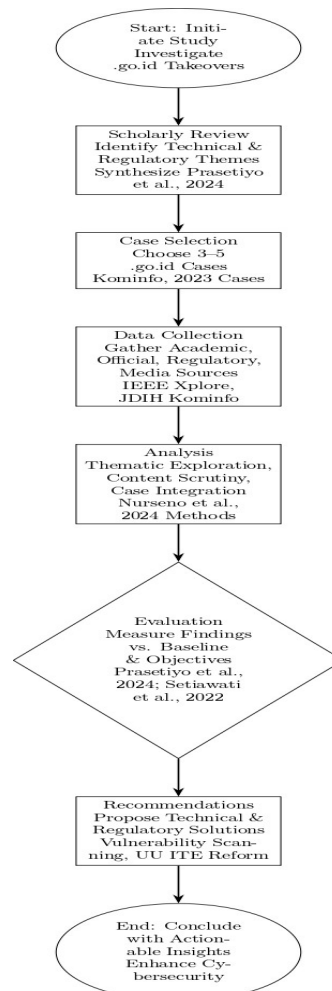 Start: Initi-
ate Study
Investigate
.go.id Takeovers
Scholarly Review
Identify Technical &
Regulatory Themes
Synthesize Prasetiyo
et al., 2024
Case Selection
Choose 3–5
.go.id Cases
Kominfo, 2023 Cases
Data Collection
Gather Academic,
Official, Regulatory,
Media Sources
IEEE Xplore,
JDIH Kominfo
Analysis
Thematic Exploration,
Content Scrutiny,
Case Integration
Nurseno et al.,
2024 Methods
Evaluation
Measure Findings
vs. Baseline
& Objectives
Prasetiyo et al.,
2024; Setiawati
et al., 2022
Recommendations
Propose Technical &
Regulatory Solutions
Vulnerability Scan-
ning, UU ITE Reform
End: Conclude
with Action-
able Insights
Enhance Cy-
bersecurity